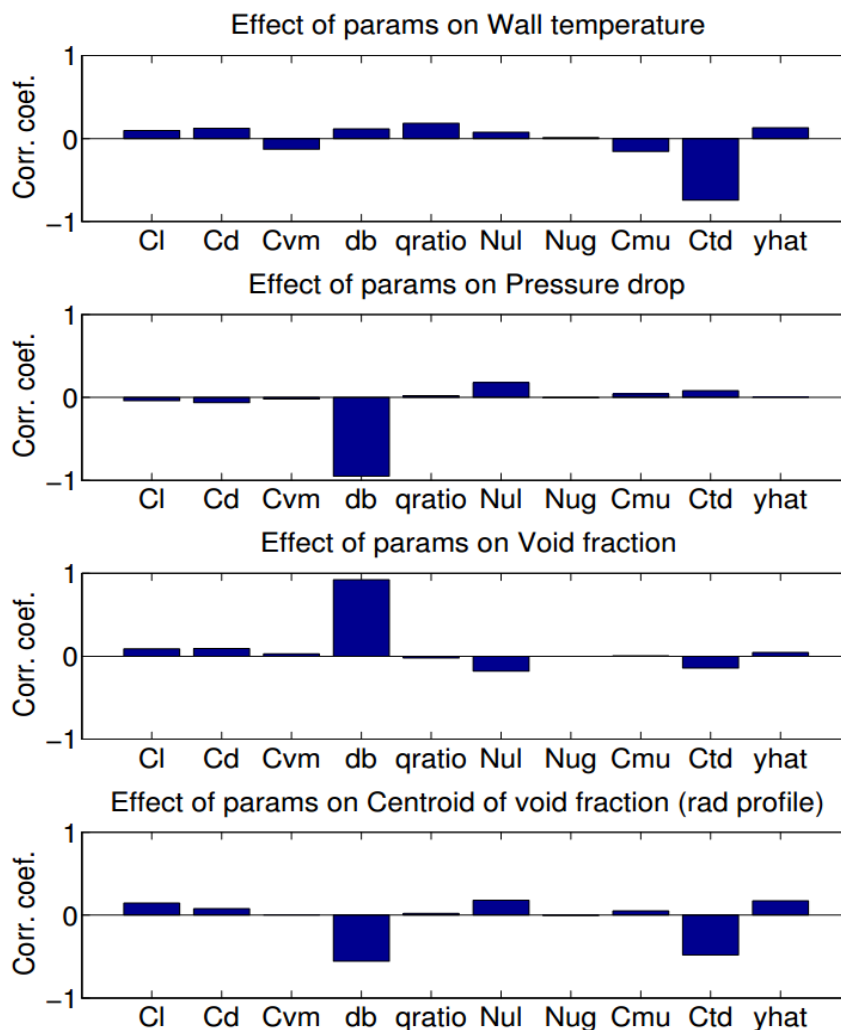 Effect of params on Wall temperature
1
0
−1
Corr. coef.
Cl Cd Cvm db qratio Nul Nug Cmu Ctd yhat
Effect of params on Pressure drop
1
0
−1
Corr. coef.
Cl Cd Cvm db qratio Nul Nug Cmu Ctd yhat
Effect of params on Void fraction
1
0
−1
Corr. coef.
Cl Cd Cvm db qratio Nul Nug Cmu Ctd yhat
Effect of params on Centroid of void fraction (rad profile)
1
0
−1
Corr. coef.
Cl Cd Cvm db qratio Nul Nug Cmu Ctd yhat